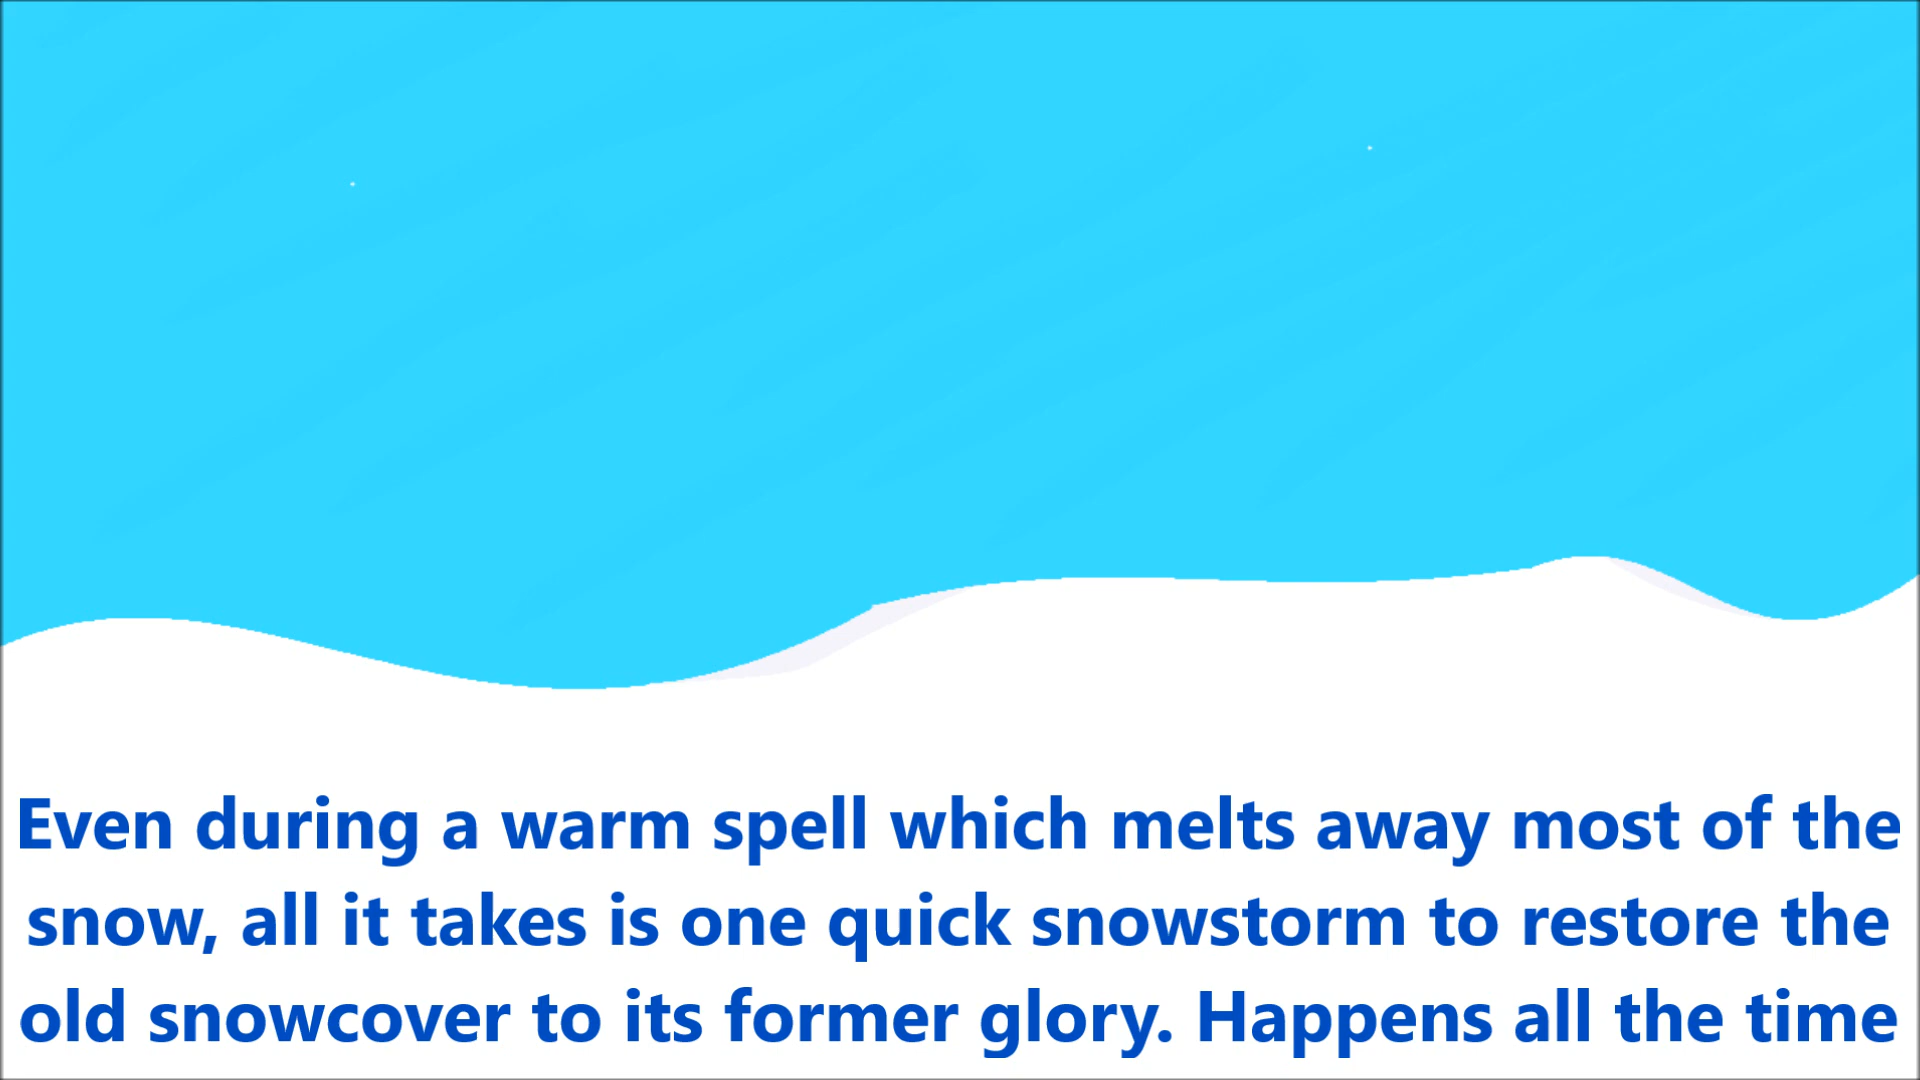 Even during a warm spell which melts away most of the
snow, all it takes is one quick snowstorm to restore the
old snowcover to its former glory. Happens all the time